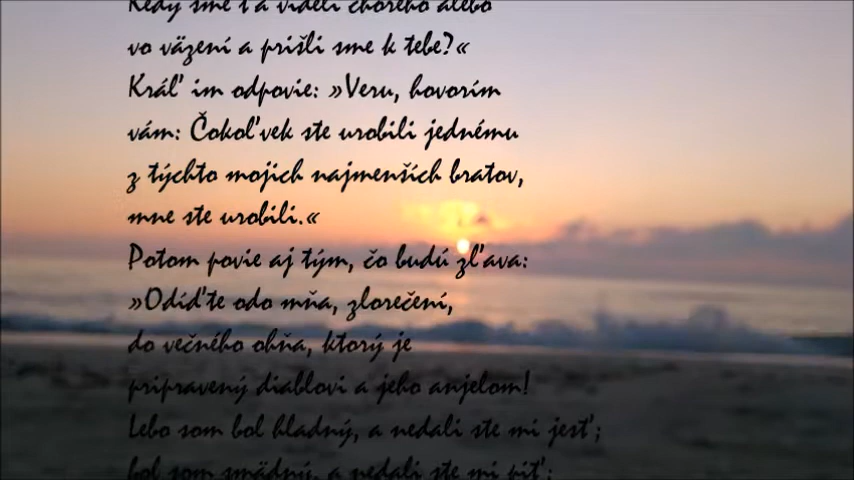 Kedy sme ťa videli chorého alebo
vo väzení a prišli sme k tebe?«
Kráľ im odpovie: »Veru, hovorím
vám: Čokoľvek ste urobili jednému
z týchto mojich najmenších bratov,
mne ste urobili.«
Potom povie aj tým, čo budú zľava:
»Odíďte odo mňa, zlorečení,
do večného ohňa, ktorý je
pripravený diablovi a jeho anjelom!
Lebo som bol hladný, a nedali ste mi jesť;
bol som smädný, a nedali ste mi piť;